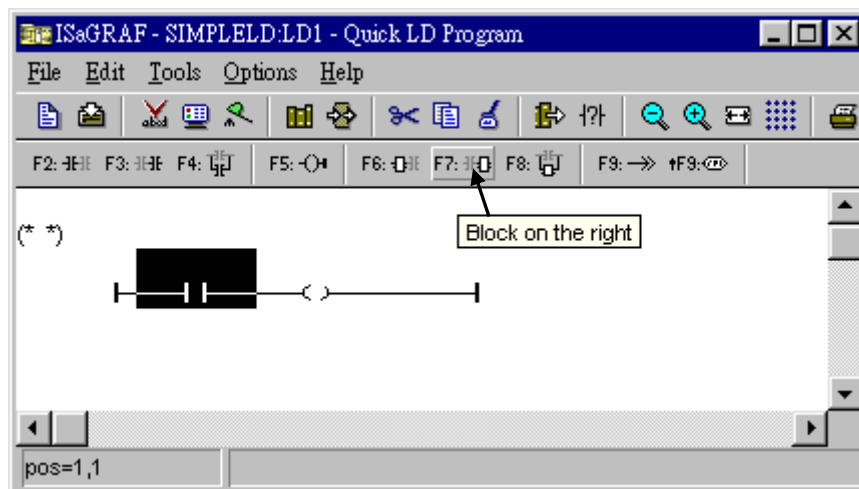 ISaGRAF - SIMPLELD:LD1 - Quick LD Program
File Edit Tools Options Help
abcd
F2: F3: F4: F5: F6: F7: F8: F9: F9:
Block on the right
(* *)
pos=1,1